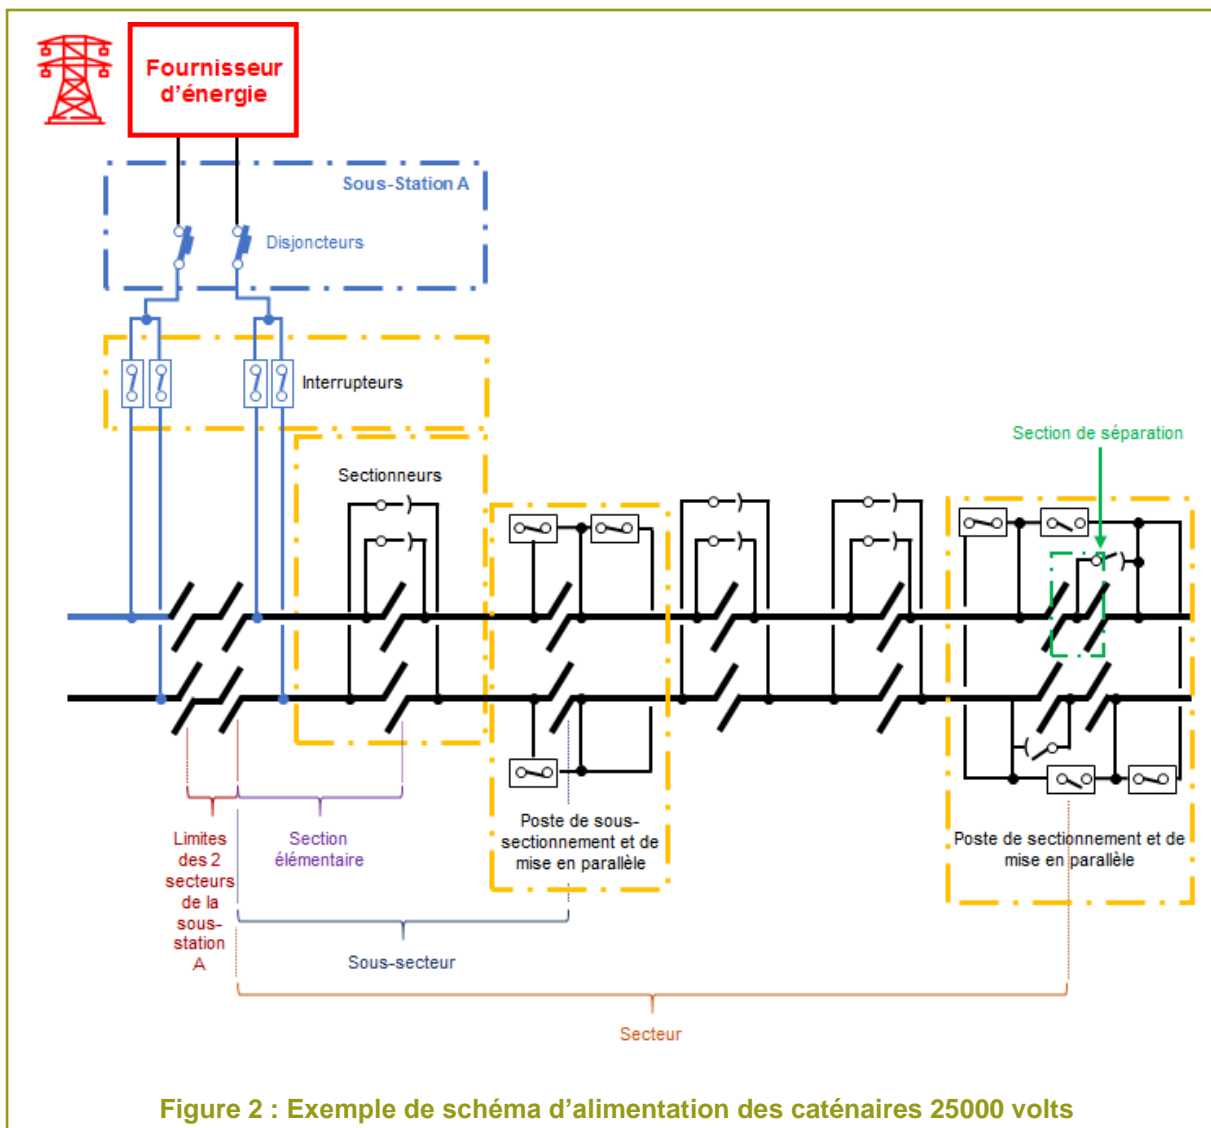 Fournisseur
d'énergie
Sous-Station A
Disjoncteurs
Interrupteurs
Section de séparation
Sectionneurs
Limites
des 2
secteurs
de la
sous-
station
A
Section
élémentaire
Poste de sous-
sectionnement et de
mise en parallèle
Poste de sectionnement et de
mise en parallèle
Sous-secteur
Secteur
Figure 2 : Exemple de schéma d'alimentation des caténaires 25000 volts